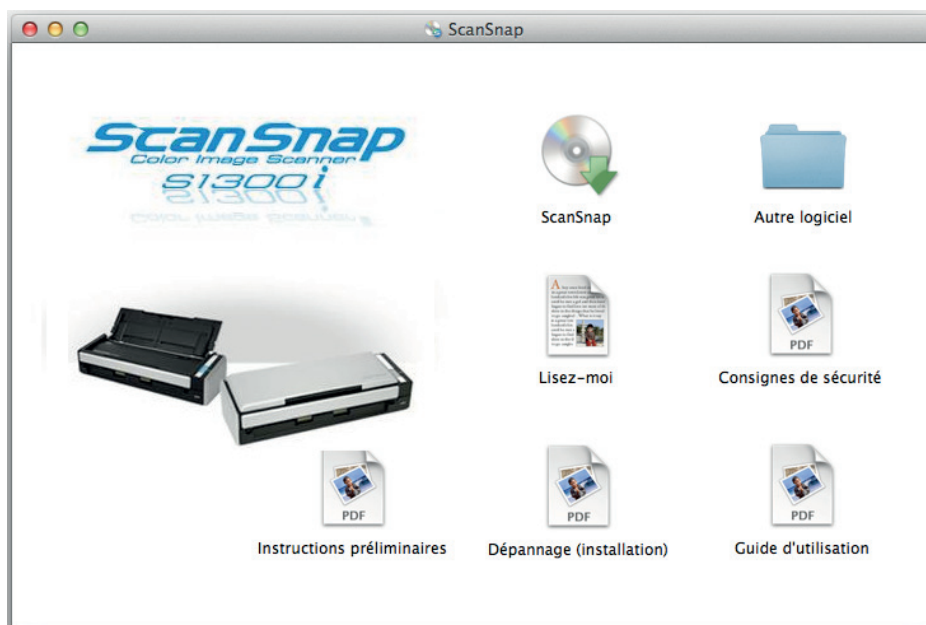 ScanSnap
ScanSnap
Color Image Scanner
S1300i
ScanSnap
Autre logiciel
Lisez-moi
PDF
Consignes de sécurité
PDF
Instructions préliminaires
PDF
Dépannage (installation)
PDF
Guide d'utilisation